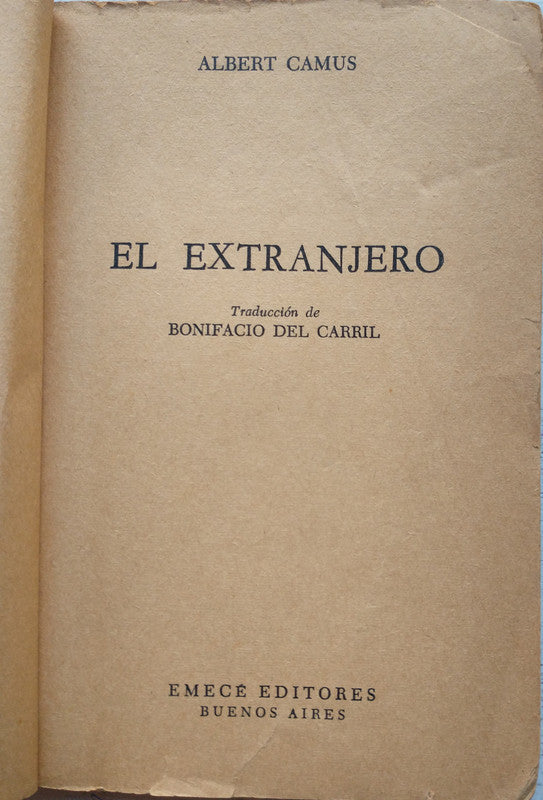 ALBERT CAMUS
EL EXTRANJERO
Traducción de
BONIFACIO DEL CARRIL
EMECÉ EDITORES
BUENOS AIRES